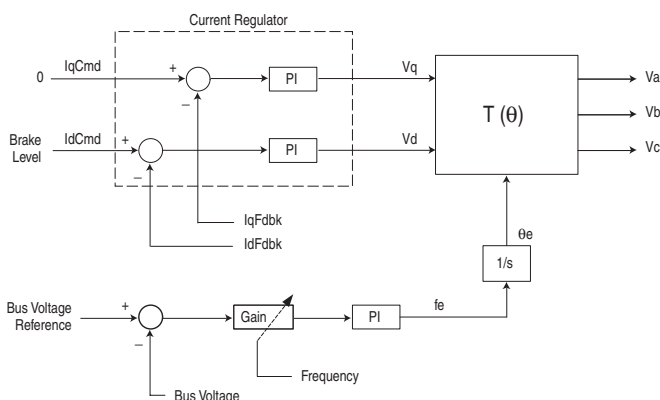 Current Regulator
IqCmd
0
+
–
PI
Vq
Va
T (θ)
Vb
Brake
Level
IdCmd
+
–
PI
Vd
Vc
IqFdbk
IdFdbk
θe
1/s
Bus Voltage
Reference
+
–
Gain
PI
fe
Frequency
Bus Voltage